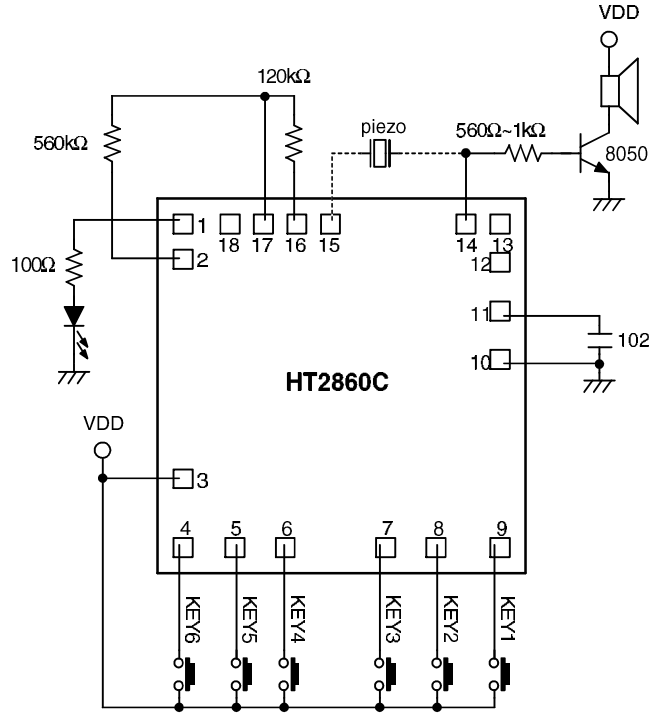 VDD
120kΩ
560kΩ
piezo
560Ω~1kΩ
8050
1
18
17
16
15
14
13
2
12
100Ω
11
102
10
HT2860C
VDD
3
4
5
6
7
8
9
KEY6
KEY5
KEY4
KEY3
KEY2
KEY1